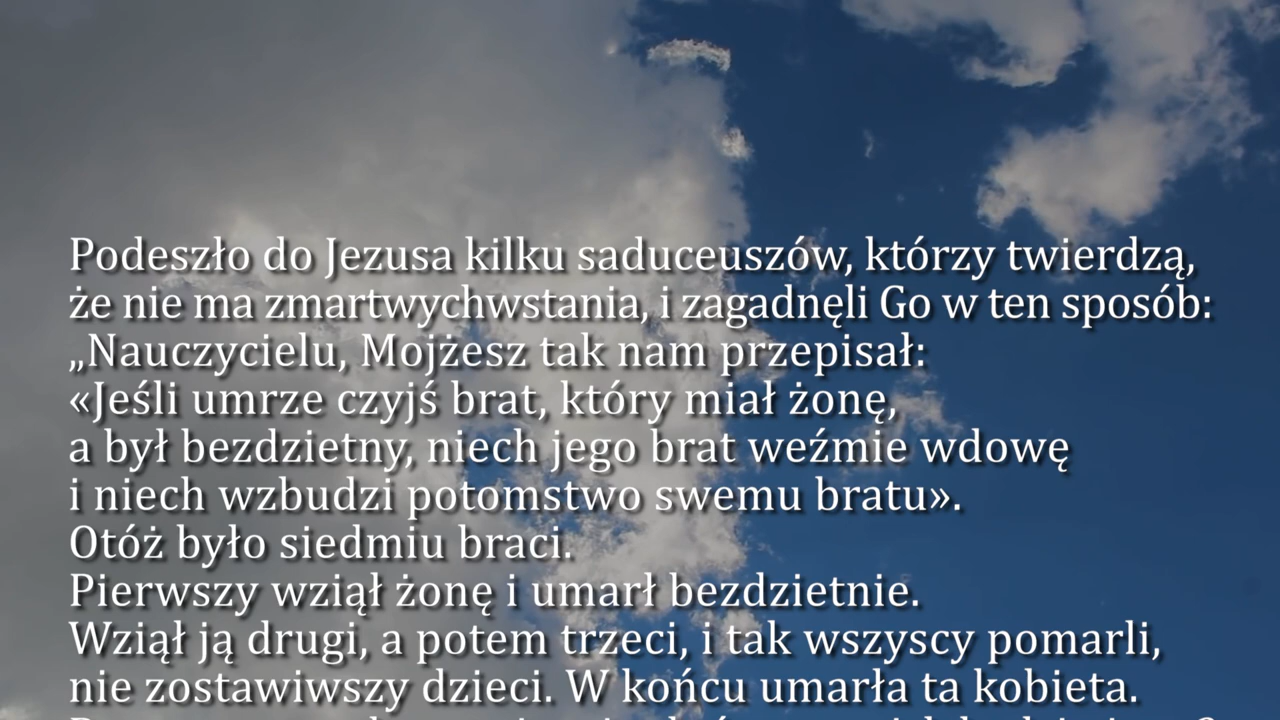 Podeszło do Jezusa kilku saduceuszów, którzy twierdzą,
że nie ma zmartwychwstania, i zagadnęli Go w ten sposób:
„Nauczycielu, Mojżesz tak nam przepisał:
«Jeśli umrze czyjś brat, który miał żonę,
a był bezdzietny, niech jego brat weźmie wdowę
i niech wzbudzi potomstwo swemu bratu».
Otóż było siedmiu braci.
Pierwszy wziął żonę i umarł bezdzietnie.
Wziął ją drugi, a potem trzeci, i tak wszyscy pomarli,
nie zostawiwszy dzieci. W końcu umarła ta kobieta.